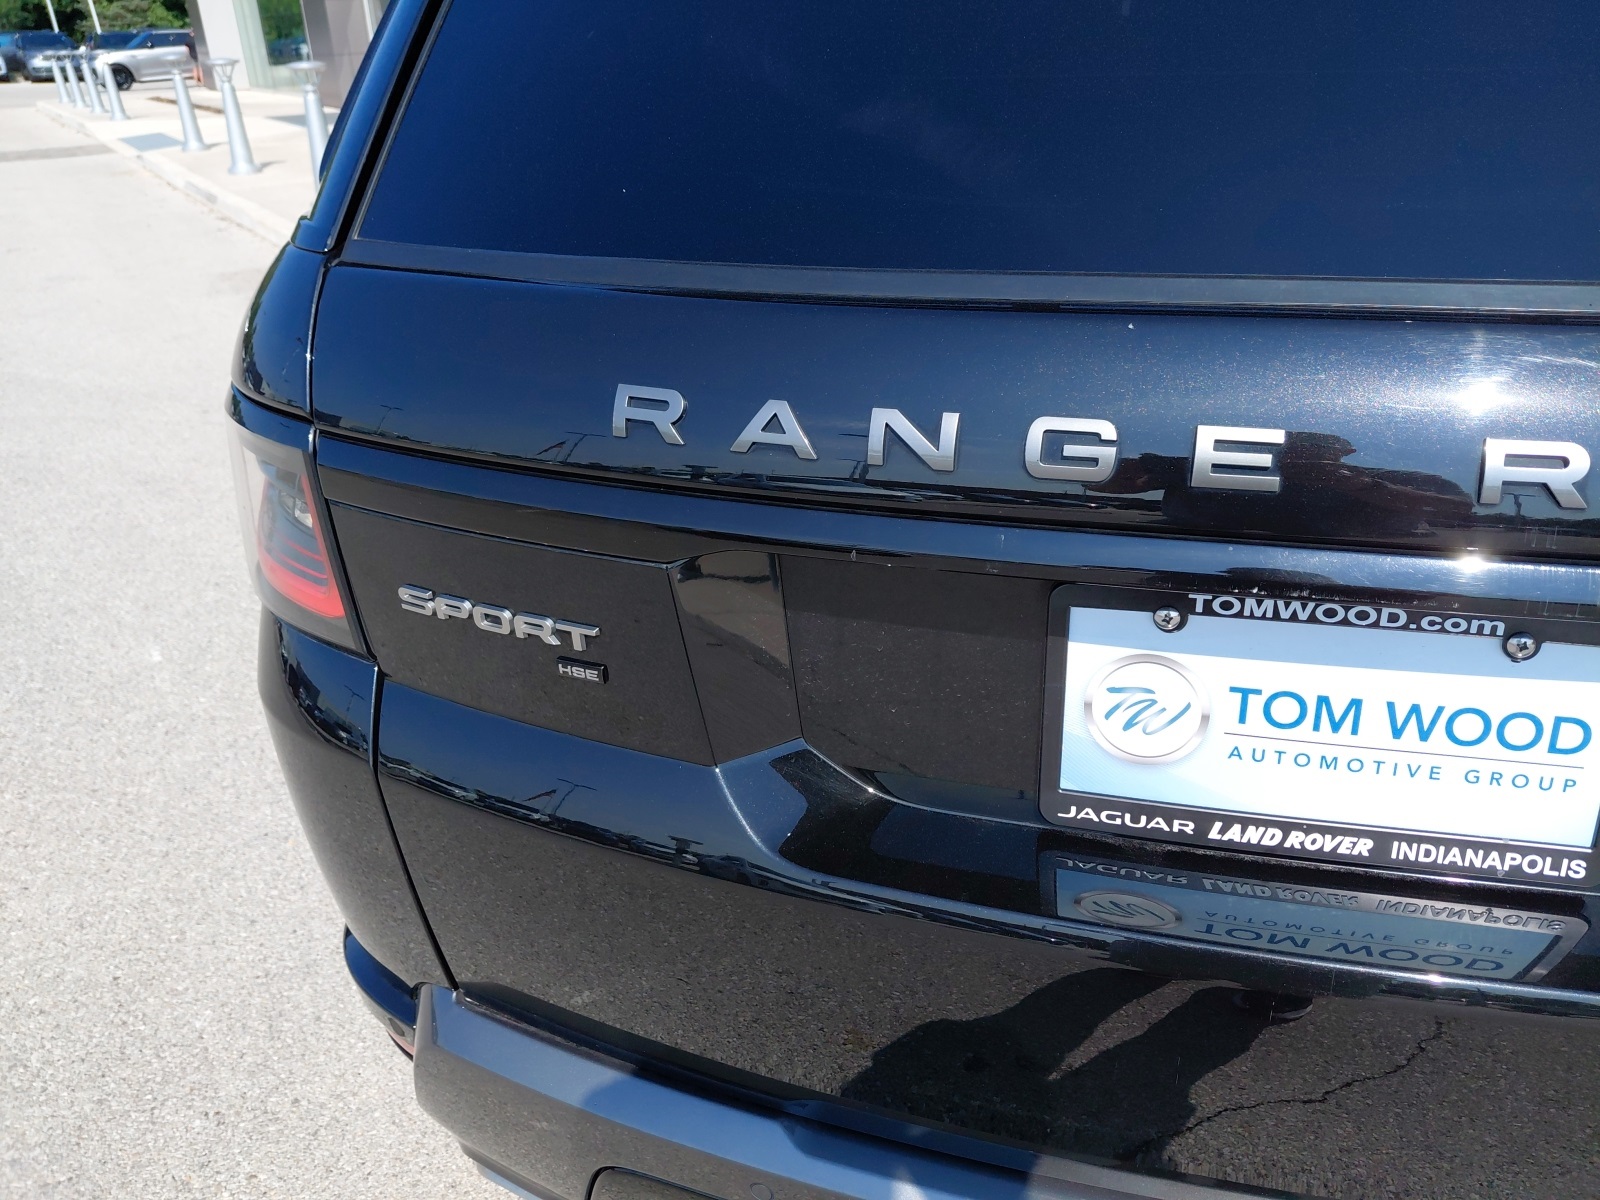 RANGE R
SPORT
HSE
TOMWOOD.com
TW
TOM WOOD
AUTOMOTIVE GROUP
JAGUAR LAND ROVER INDIANAPOLIS